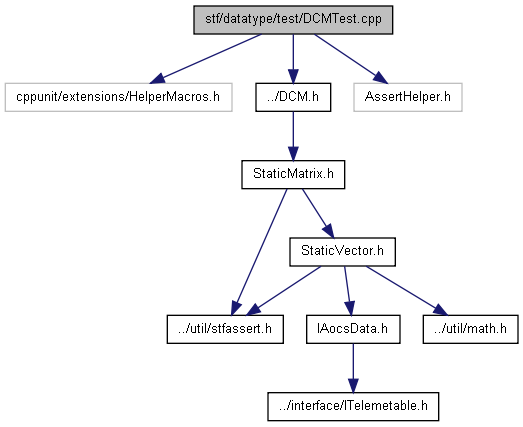 stf/datatype/test/DCMTest.cpp
cppunit/extensions/HelperMacros.h
../DCM.h
AssertHelper.h
StaticMatrix.h
StaticVector.h
../util/stfassert.h
IAocsData.h
../util/math.h
../interface/ITelemetable.h